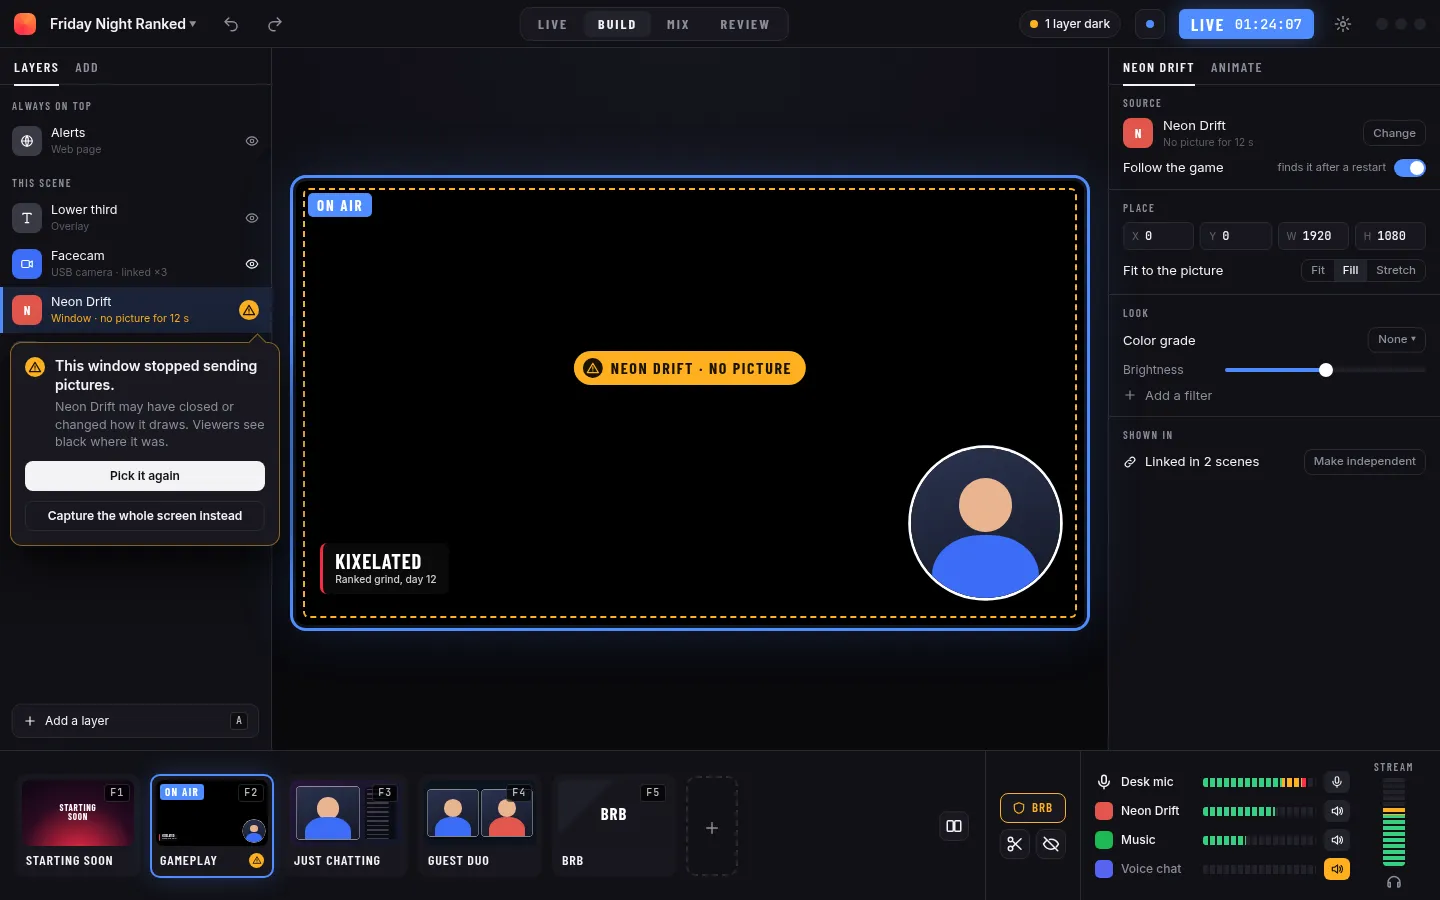 Friday Night Ranked
LIVE BUILD MIX REVIEW
1 layer dark
LIVE 01:24:07
LAYERS ADD
ALWAYS ON TOP
Alerts
Web page
THIS SCENE
Lower third
Overlay
Facecam
USB camera · linked ×3
N
Neon Drift
Window · no picture for 12 s
This window stopped sending
pictures.
Neon Drift may have closed or
changed how it draws. Viewers see
black where it was.
Pick it again
Capture the whole screen instead
Add a layer A
ON AIR
NEON DRIFT · NO PICTURE
KIXELATED
Ranked grind, day 12
NEON DRIFT ANIMATE
SOURCE
N
Neon Drift
No picture for 12 s
Change
Follow the game finds it after a restart
PLACE
X 0 Y 0 W 1920 H 1080
Fit to the picture Fit Fill Stretch
LOOK
Color grade None
Brightness
Add a filter
SHOWN IN
Linked in 2 scenes Make independent
F1
STARTING
SOON
STARTING SOON
ON AIR F2
GAMEPLAY
F3
JUST CHATTING
F4
GUEST DUO
F5
BRB
BRB
BRB
Desk mic
Neon Drift
Music
Voice chat
STREAM